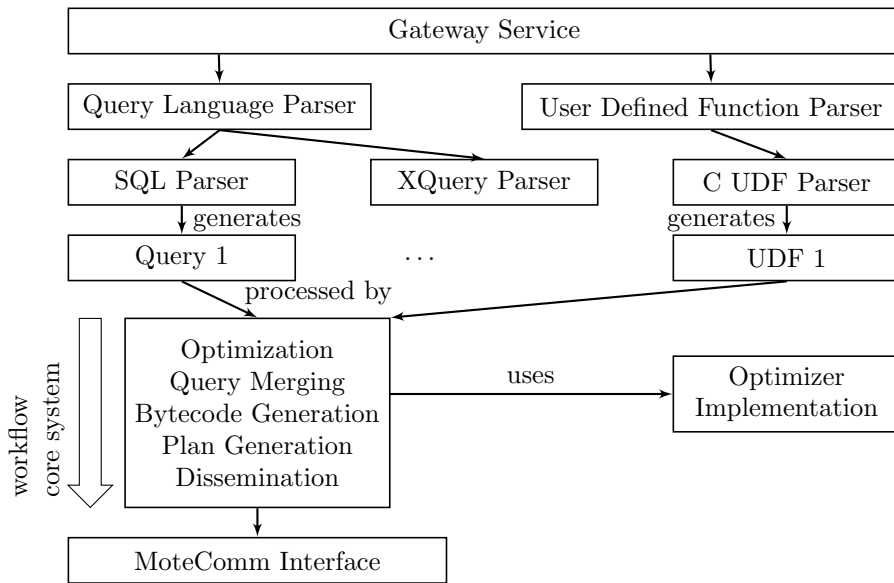 Gateway Service
Query Language Parser
User Defined Function Parser
SQL Parser
XQuery Parser
C UDF Parser
generates
generates
Query 1
. . .
UDF 1
processed by
workflow
core system
Optimization
Query Merging
Bytecode Generation
Plan Generation
Dissemination
uses
Optimizer
Implementation
MoteComm Interface